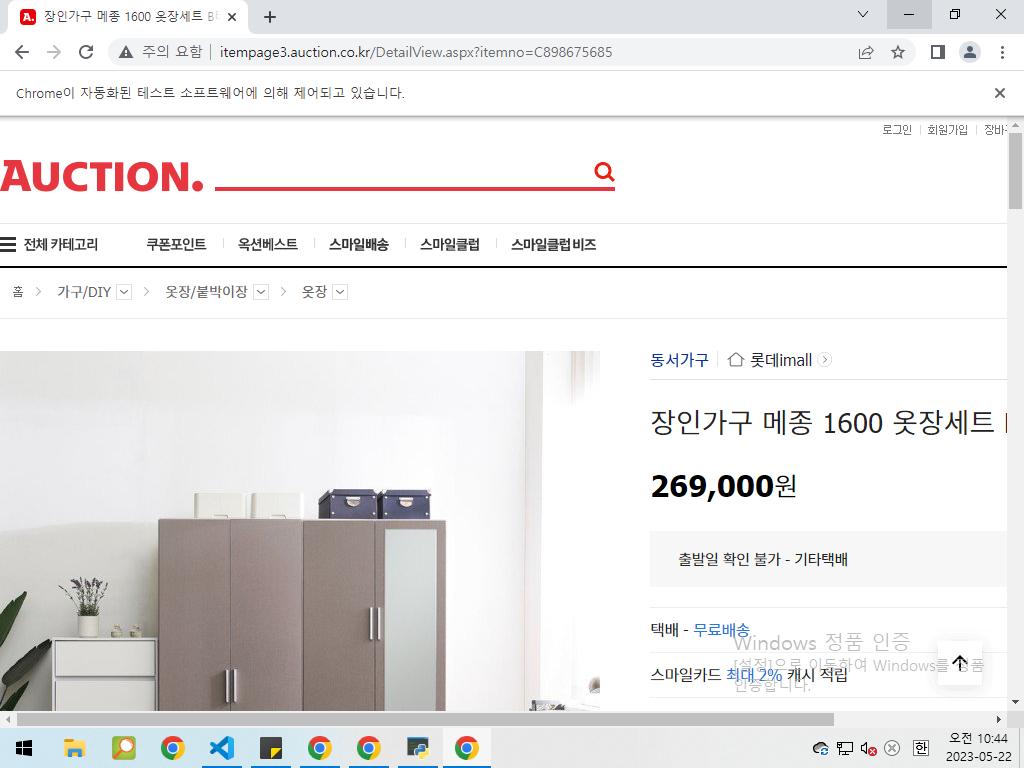 장인가구 메종 1600 옷장세트
주의 요함 itempage3.auction.co.kr/DetailView.aspx?itemno=C898675685
Chrome이 자동화된 테스트 소프트웨어에 의해 제어되고 있습니다.
로그인 회원가입
AUCTION.
전체 카테고리 쿠폰포인트 옥션베스트 스마일배송 스마일클럽 스마일클럽 비즈
홈 가구/DIY 옷장/붙박이장 옷장
동서가구 롯데imall
장인가구 메종 1600 옷장세트
269,000원
출발일 확인 불가 - 기타택배
택배 - 무료배송
Windows 정품 인증
스마일카드 최대 2% 캐시 적립
[설정]으로 이동하여 Windows를 정품
인증합니다.
한
오전 10:44
2023-05-22